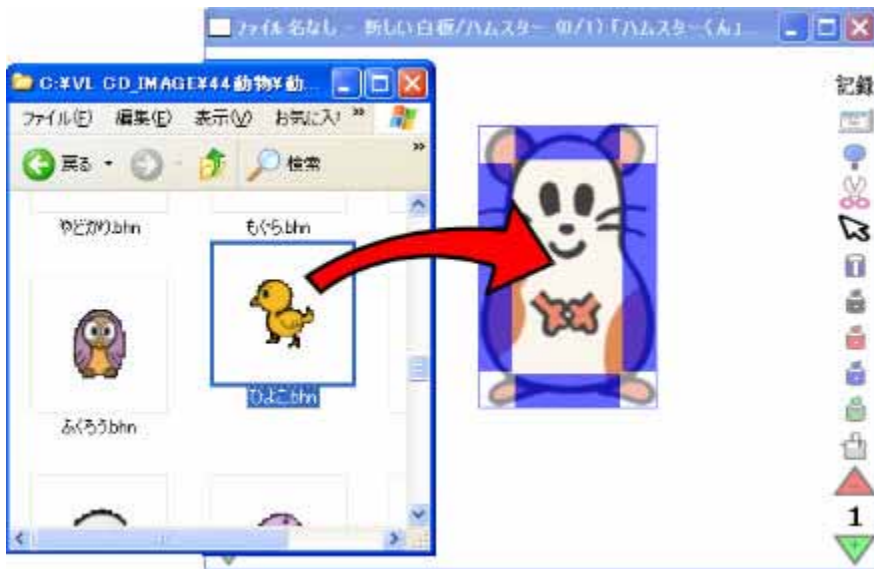 ファイル名なし - 新しい白板/ハムスター (0/1)「ハムスターくん」
C:¥VL_CD_IMAGE¥44動物¥動...
ファイル(F) 編集(E) 表示(V) お気に入り
戻る 検索
やどかり.bhn もぐら.bhn
ふくろう.bhn ひよこ.bhn
記録
1